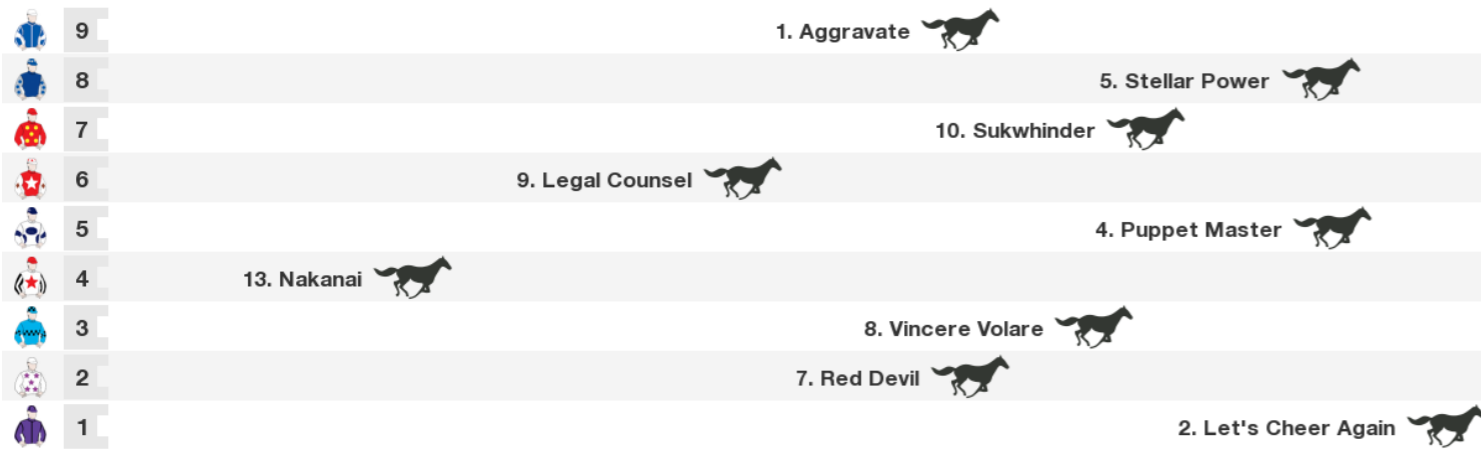 9 1. Aggravate
8 5. Stellar Power
7 10. Sukwhinder
6 9. Legal Counsel
5 4. Puppet Master
4 13. Nakanai
3 8. Vincere Volare
2 7. Red Devil
1 2. Let's Cheer Again